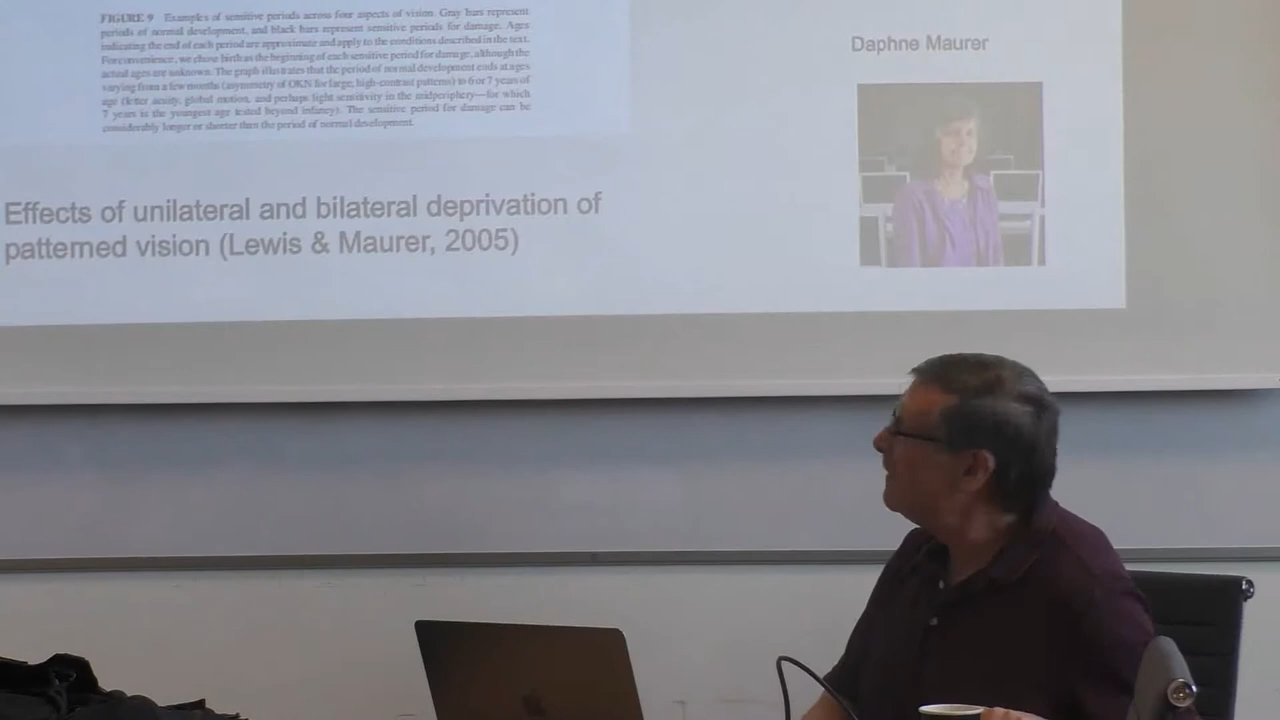 FIGURE 9 Examples of sensitive periods across four aspects of vision. Gray bars represent
periods of normal development, and black bars represent sensitive periods for damage. Ages
indicating the end of each period are approximate and apply to the conditions described in the text.
For convenience, we chose birth as the beginning of each sensitive period for damage, although the
actual ages are unknown. The graph illustrates that the period of normal development ends at ages
varying from a few months (asymmetry of OKN for large, high-contrast patterns) to 6 or 7 years of
age (letter acuity, global motion, and perhaps light sensitivity in the midperiphery—for which
7 years is the youngest age tested beyond infancy). The sensitive period for damage can be
considerably longer or shorter than the period of normal development.
Effects of unilateral and bilateral deprivation of
patterned vision (Lewis & Maurer, 2005)
Daphne Maurer